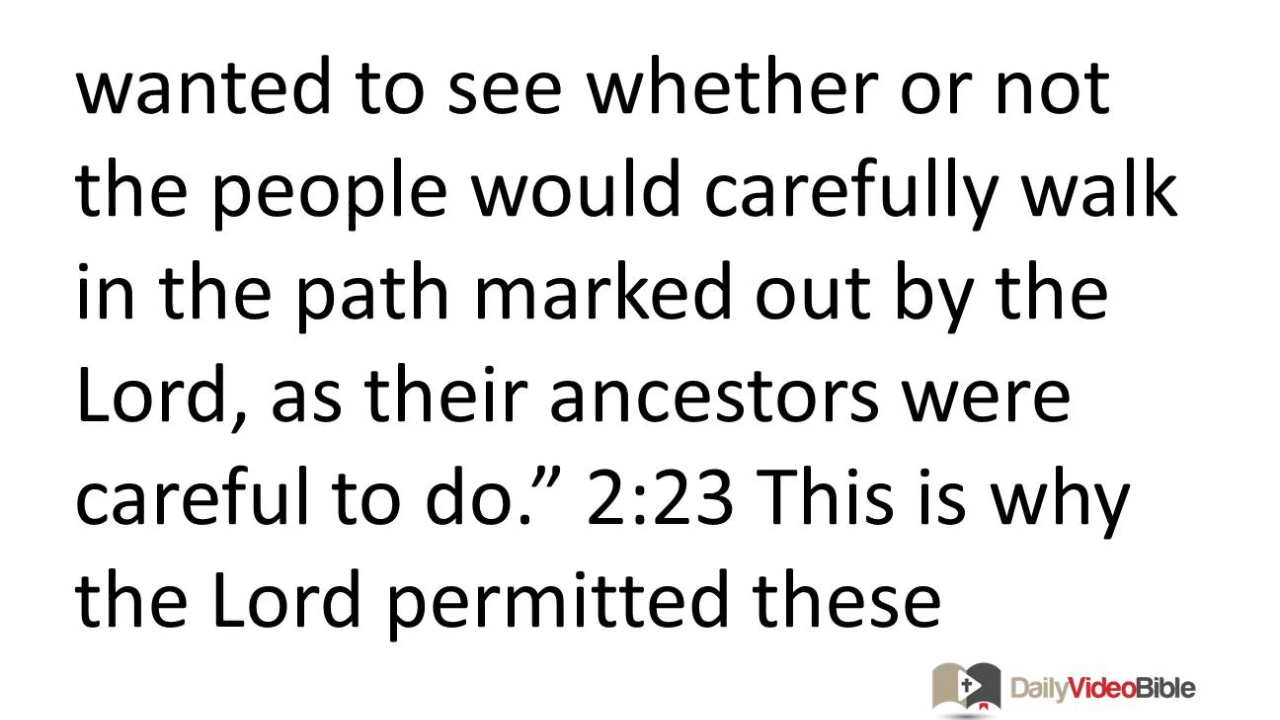 wanted to see whether or not
the people would carefully walk
in the path marked out by the
Lord, as their ancestors were
careful to do.” 2:23 This is why
the Lord permitted these
DailyVideoBible